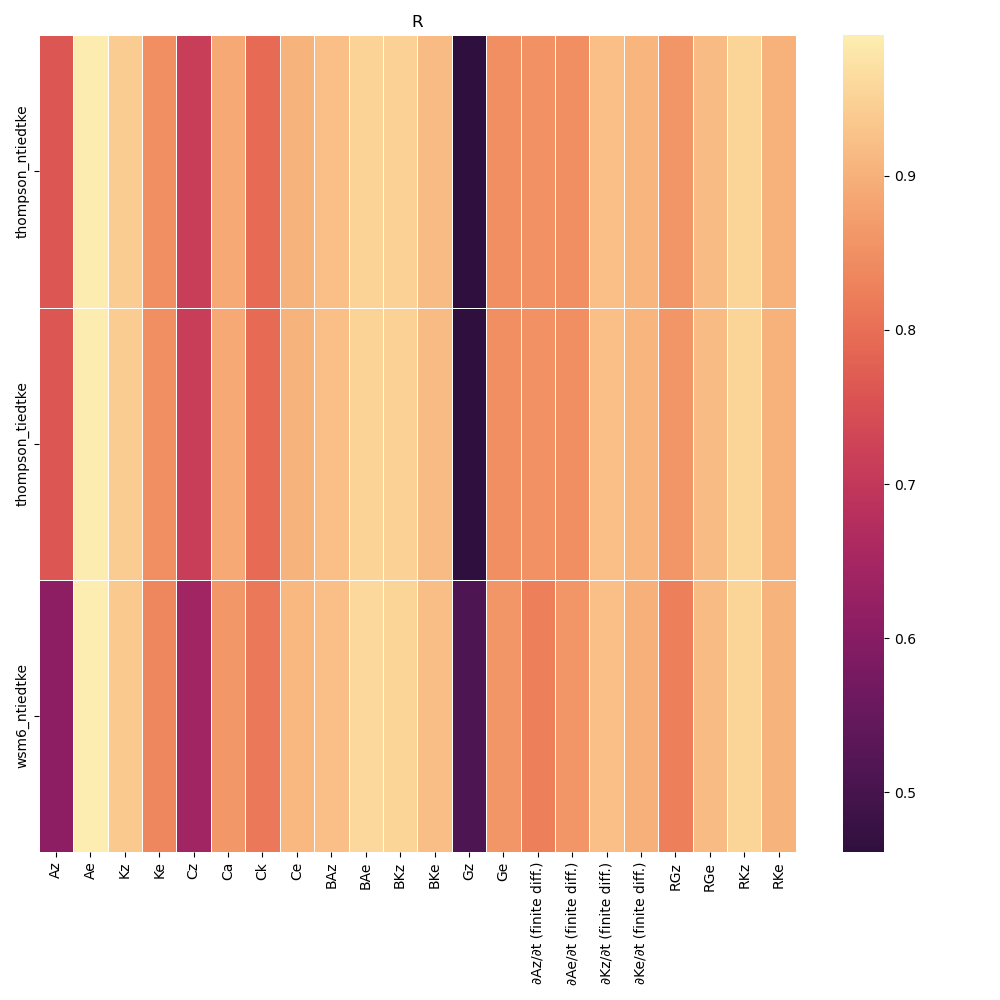 R
thompson_ntiedtke
thompson_tiedtke
wsm6_ntiedtke
0.9
0.8
0.7
0.6
0.5
Az
Ae
Kz
Ke
Cz
Ca
Ck
Ce
BAz
BAe
BKz
BKe
Gz
Ge
∂Az/∂t (finite diff.)
∂Ae/∂t (finite diff.)
∂Kz/∂t (finite diff.)
∂Ke/∂t (finite diff.)
RGz
RGe
RKz
RKe